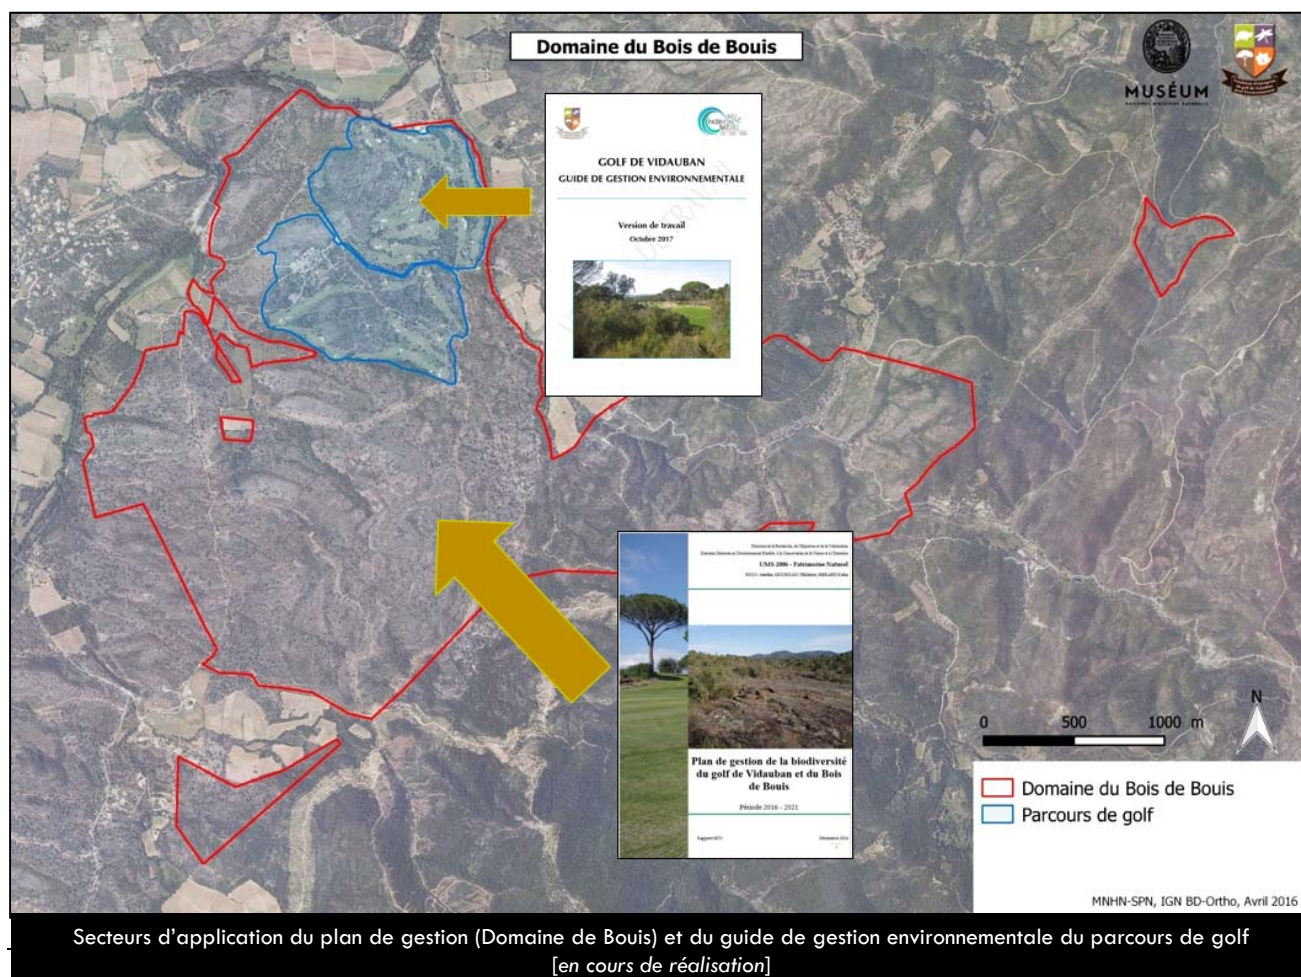 Domaine du Bois de Bouis
MUSÉUM
GOLF DE VIDAUBAN
GUIDE DE GESTION ENVIRONNEMENTALE
Version de travail
Octobre 2017
UMS 2006 - Patrimoine Naturel
Plan de gestion de la biodiversité
du golf de Vidauban et du Bois
de Bouis
Période 2016 - 2021
0 500 1000 m
N
Domaine du Bois de Bouis
Parcours de golf
MNHN-SPN, IGN BD-Ortho, Avril 2016
Secteurs d’application du plan de gestion (Domaine de Bouis) et du guide de gestion environnementale du parcours de golf
[en cours de réalisation]